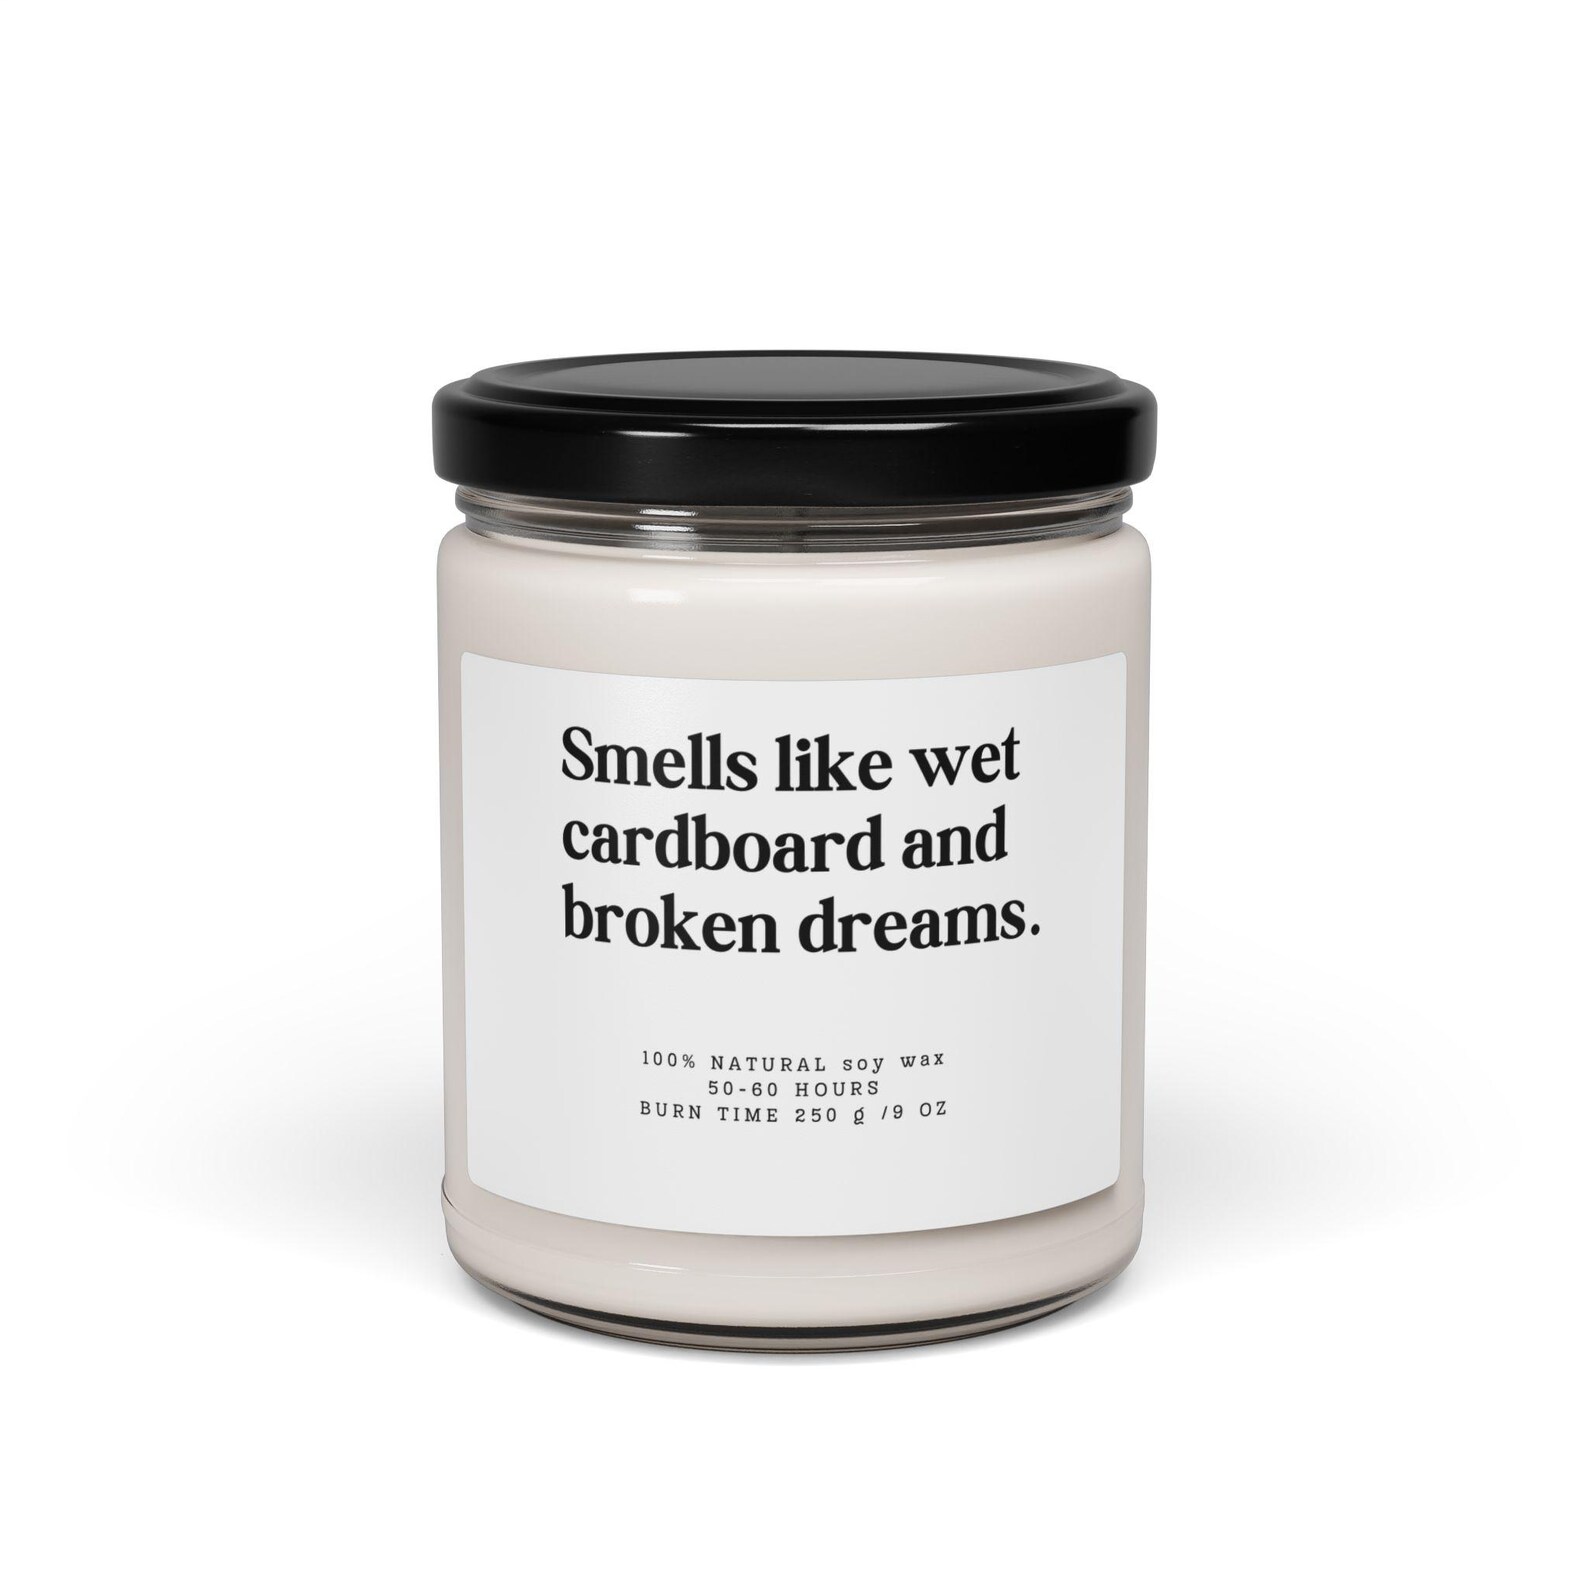 Smells like wet
cardboard and
broken dreams.
100% NATURAL soy wax
50-60 HOURS
BURN TIME 250 g /9 OZ